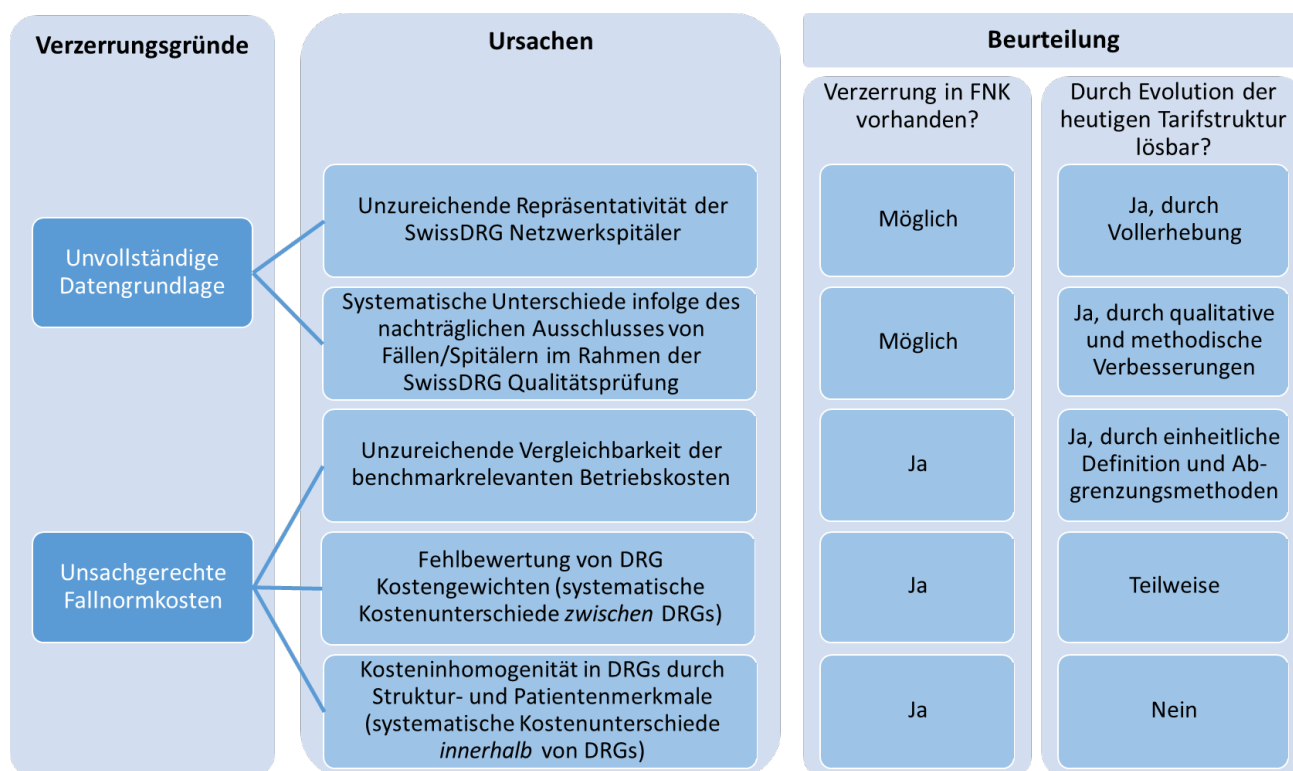 Verzerrungsgründe
Ursachen
Beurteilung
Verzerrung in FNK
vorhanden?
Durch Evolution der
heutigen Tarifstruktur
lösbar?
Unvollständige
Datengrundlage
Unzureichende Repräsentativität der
SwissDRG Netzwerkspitäler
Möglich
Ja, durch
Vollerhebung
Systematische Unterschiede infolge des
nachträglichen Ausschlusses von
Fällen/Spitälern im Rahmen der
SwissDRG Qualitätsprüfung
Möglich
Ja, durch qualitative
und methodische
Verbesserungen
Unsachgerechte
Fallnormkosten
Unzureichende Vergleichbarkeit der
benchmarkrelevanten Betriebskosten
Ja
Ja, durch einheitliche
Definition und Ab-
grenzungsmethoden
Fehlbewertung von DRG
Kostengewichten (systematische
Kostenunterschiede zwischen DRGs)
Ja
Teilweise
Kosteninhomogenität in DRGs durch
Struktur- und Patientenmerkmale
(systematische Kostenunterschiede
innerhalb von DRGs)
Ja
Nein